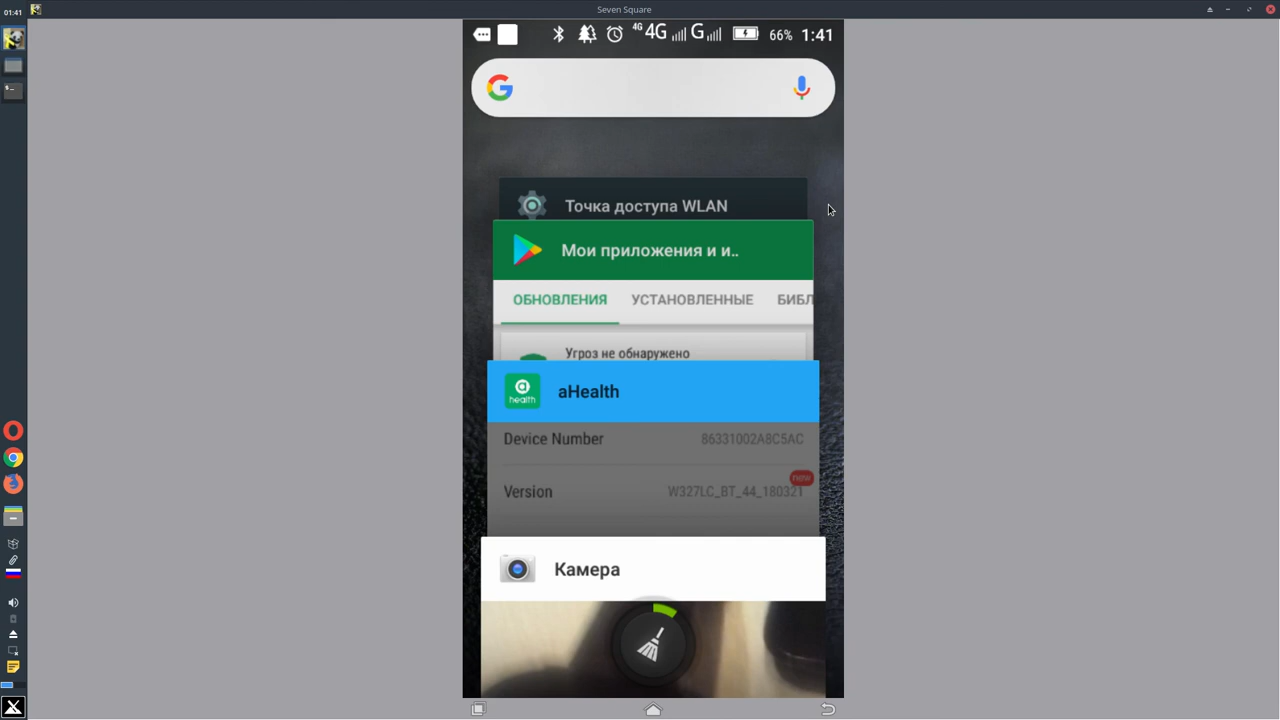 01:41
Seven Square
4G 4G G 66% 1:41
Точка доступа WLAN
Мои приложения и и..
ОБНОВЛЕНИЯ УСТАНОВЛЕННЫЕ БИБЛ
Угроз не обнаружено
health aHealth
Device Number 86331002A8C5AC
new
Version W327LC_BT_44_180321
Камера